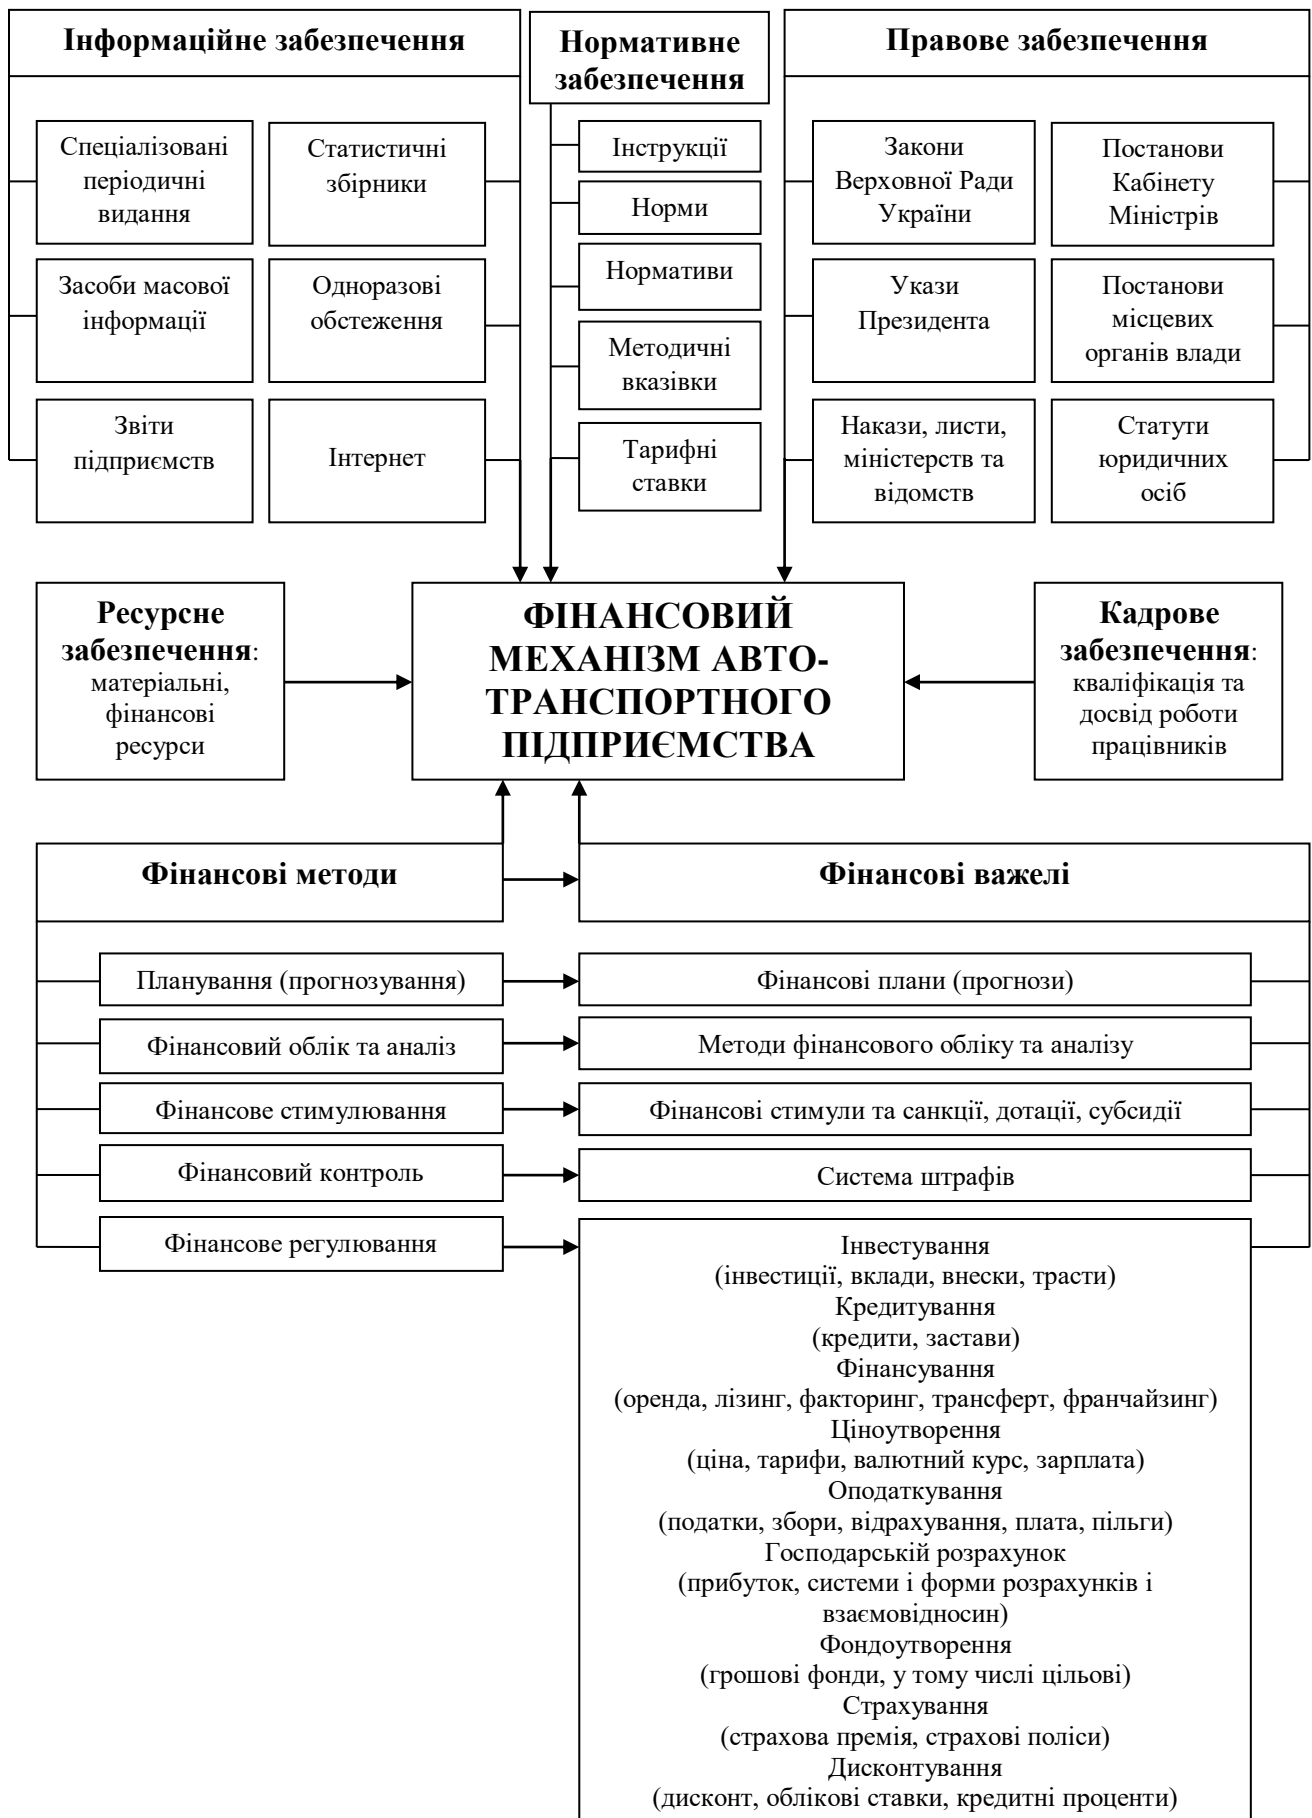 Інформаційне забезпечення
Нормативне
забезпечення
Правове забезпечення
Спеціалізовані
періодичні
видання
Статистичні
збірники
Засоби масової
інформації
Одноразові
обстеження
Звіти
підприємств
Інтернет
Інструкції
Норми
Нормативи
Методичні
вказівки
Тарифні
ставки
Закони
Верховної Ради
України
Постанови
Кабінету
Міністрів
Укази
Президента
Постанови
місцевих
органів влади
Накази, листи,
міністерств та
відомств
Статути
юридичних
осіб
Ресурсне
забезпечення:
матеріальні,
фінансові
ресурси
ФІНАНСОВИЙ
МЕХАНІЗМ АВТО-
ТРАНСПОРТНОГО
ПІДПРИЄМСТВА
Кадрове
забезпечення:
кваліфікація та
досвід роботи
працівників
Фінансові методи
Фінансові важелі
Планування (прогнозування)
Фінансові плани (прогнози)
Фінансовий облік та аналіз
Методи фінансового обліку та аналізу
Фінансове стимулювання
Фінансові стимули та санкції, дотації, субсидії
Фінансовий контроль
Система штрафів
Фінансове регулювання
Інвестування
(інвестиції, вклади, внески, трасти)
Кредитування
(кредити, застави)
Фінансування
(оренда, лізинг, факторинг, трансферт, франчайзинг)
Ціноутворення
(ціна, тарифи, валютний курс, зарплата)
Оподаткування
(податки, збори, відрахування, плата, пільги)
Господарській розрахунок
(прибуток, системи і форми розрахунків і
взаємовідносин)
Фондоутворення
(грошові фонди, у тому числі цільові)
Страхування
(страхова премія, страхові поліси)
Дисконтування
(дисконт, облікові ставки, кредитні проценти)